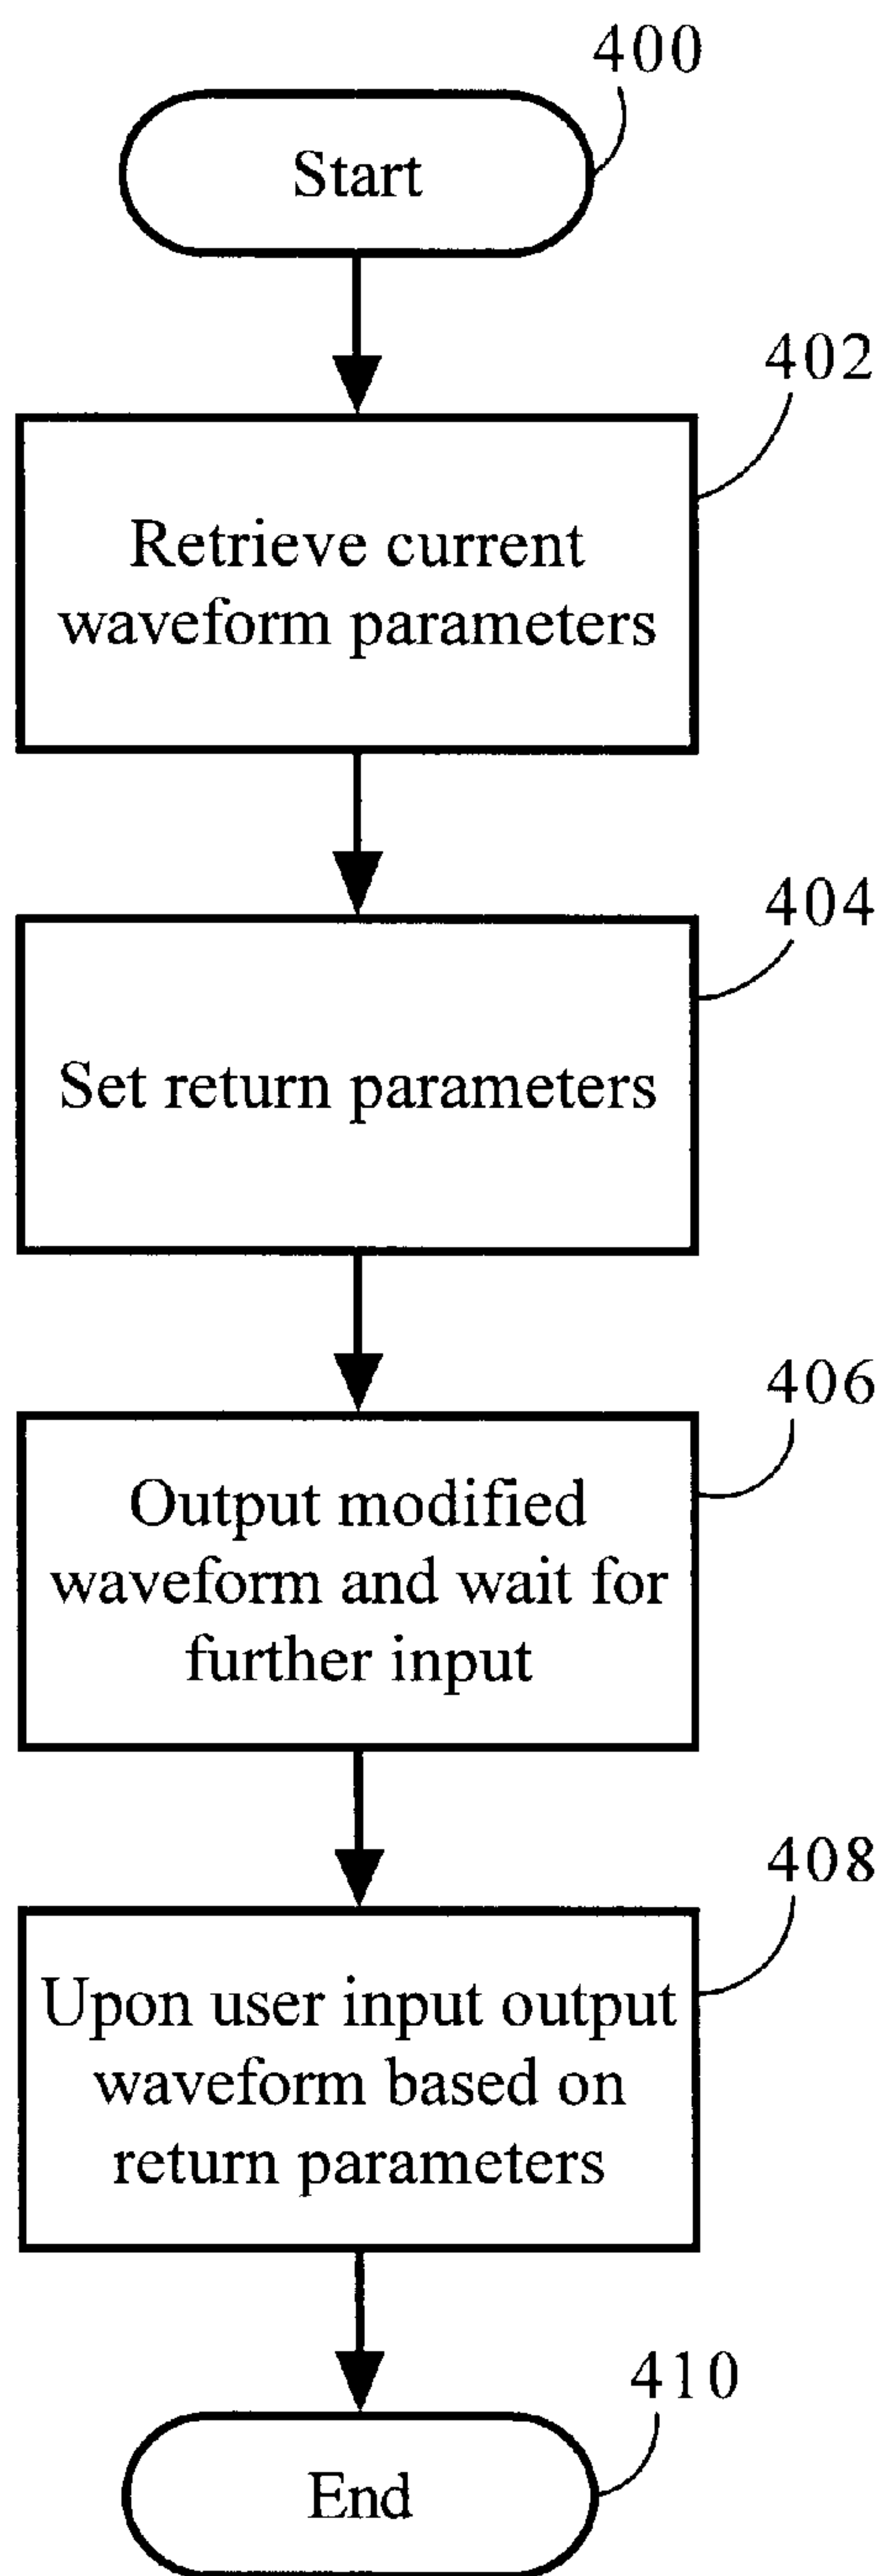 400
Start
402
Retrieve current
waveform parameters
404
Set return parameters
406
Output modified
waveform and wait for
further input
408
Upon user input output
waveform based on
return parameters
410
End